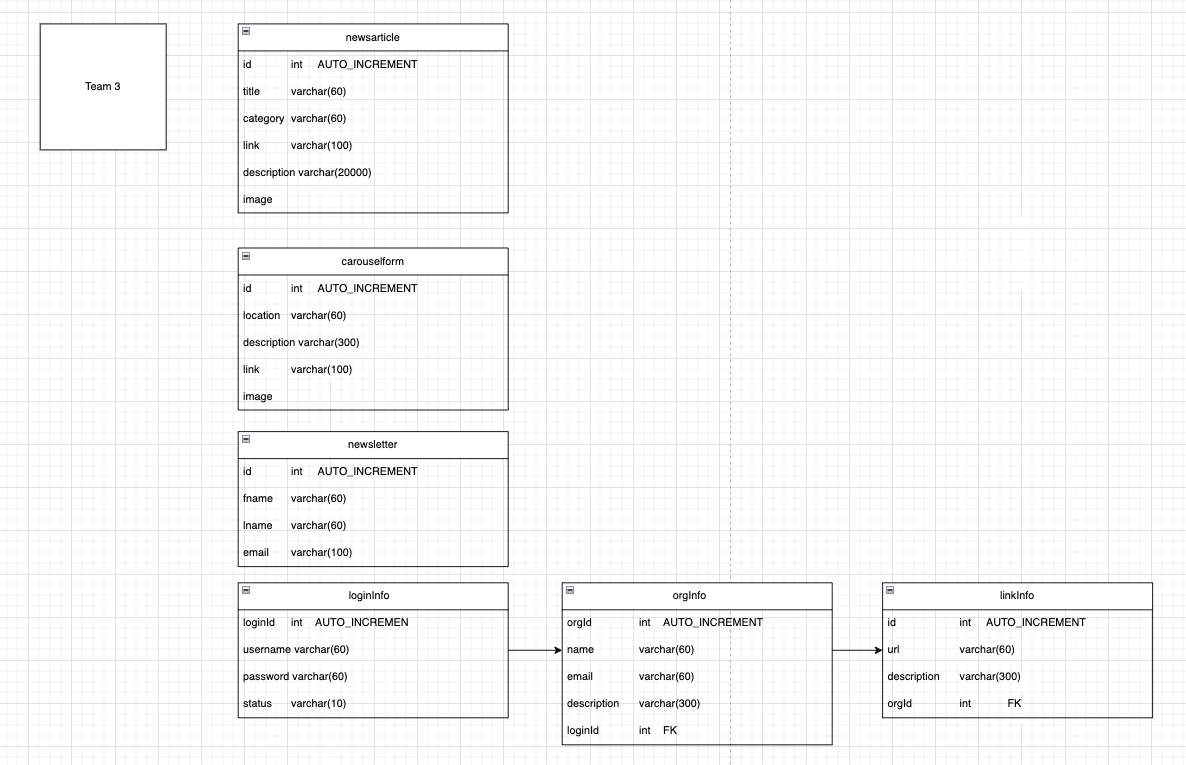 Team 3
newsarticle
id int AUTO_INCREMENT
title varchar(60)
category varchar(60)
link varchar(100)
description varchar(20000)
image
carouselform
id int AUTO_INCREMENT
location varchar(60)
description varchar(300)
link varchar(100)
image
newsletter
id int AUTO_INCREMENT
fname varchar(60)
lname varchar(60)
email varchar(100)
loginInfo
loginId int AUTO_INCREMEN
username varchar(60)
password varchar(60)
status varchar(10)
orgInfo
orgId int AUTO_INCREMENT
name varchar(60)
email varchar(60)
description varchar(300)
loginId int FK
linkInfo
id int AUTO_INCREMENT
url varchar(60)
description varchar(300)
orgId int FK